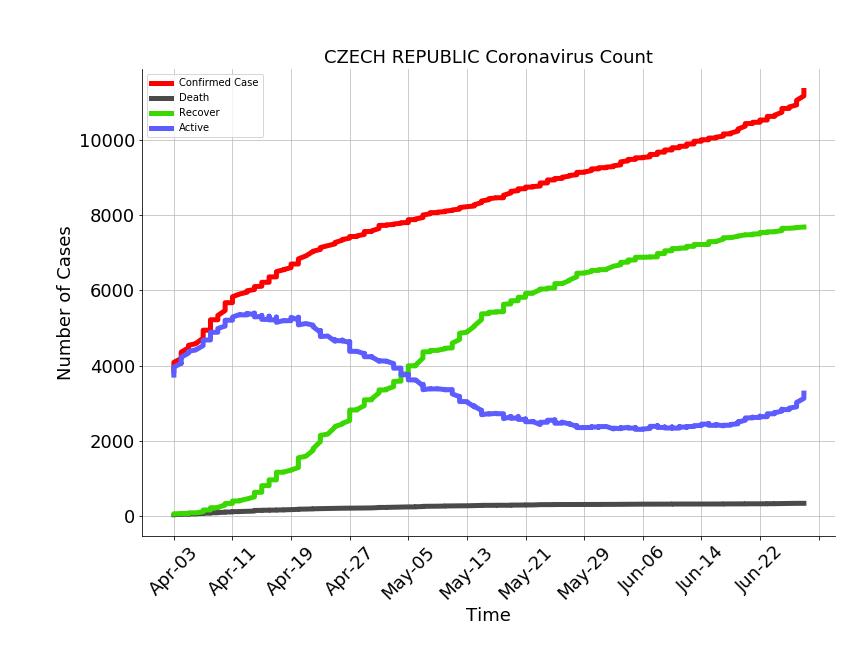 CZECH REPUBLIC Coronavirus Count
Confirmed Case
Death
Recover
Active
10000
8000
6000
4000
2000
0
Number of Cases
Apr-03
Apr-11
Apr-19
Apr-27
May-05
May-13
May-21
May-29
Jun-06
Jun-14
Jun-22
Time